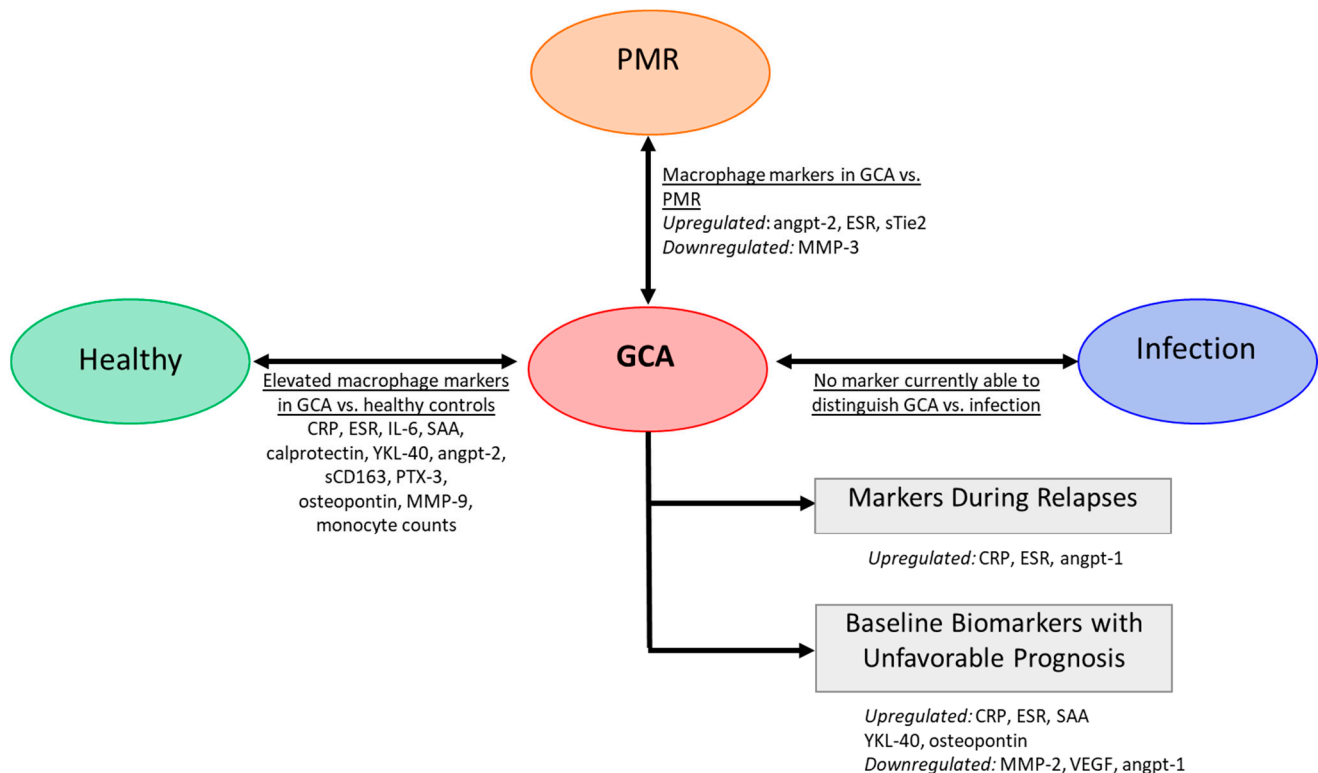 PMR
Macrophage markers in GCA vs.
PMR
Upregulated: angpt-2, ESR, sTie2
Downregulated: MMP-3
Healthy
GCA
Infection
Elevated macrophage markers
in GCA vs. healthy controls
CRP, ESR, IL-6, SAA,
calprotectin, YKL-40, angpt-2,
sCD163, PTX-3,
osteopontin, MMP-9,
monocyte counts
No marker currently able to
distinguish GCA vs. infection
Markers During Relapses
Upregulated: CRP, ESR, angpt-1
Baseline Biomarkers with
Unfavorable Prognosis
Upregulated: CRP, ESR, SAA
YKL-40, osteopontin
Downregulated: MMP-2, VEGF, angpt-1